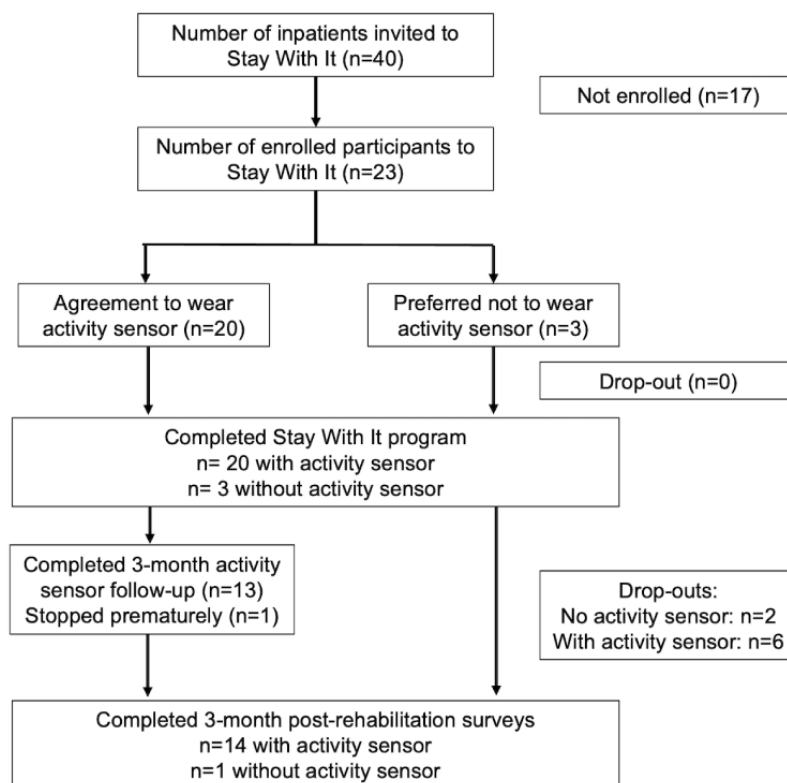 Number of inpatients invited to
Stay With It (n=40)
Not enrolled (n=17)
Number of enrolled participants to
Stay With It (n=23)
Agreement to wear
activity sensor (n=20)
Preferred not to wear
activity sensor (n=3)
Drop-out (n=0)
Completed Stay With It program
n= 20 with activity sensor
n= 3 without activity sensor
Completed 3-month activity
sensor follow-up (n=13)
Stopped prematurely (n=1)
Drop-outs:
No activity sensor: n=2
With activity sensor: n=6
Completed 3-month post-rehabilitation surveys
n=14 with activity sensor
n=1 without activity sensor